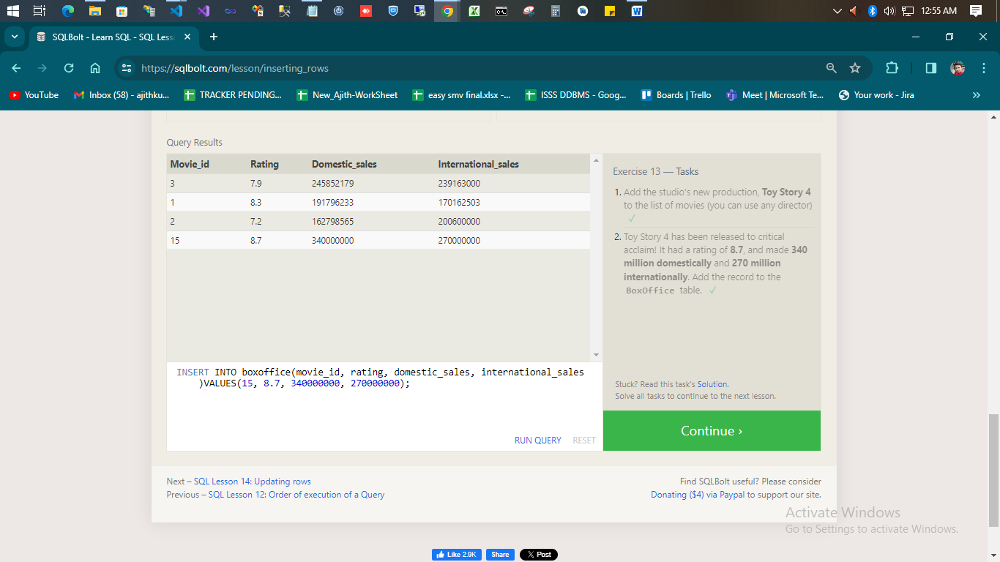 12:55 AM
SQLBolt - Learn SQL - SQL Less
https://sqlbolt.com/lesson/inserting_rows
YouTube
Inbox (58) - ajithku...
TRACKER PENDING...
New_Ajith-WorkSheet
easy smv final.xlsx -...
ISSS DDBMS - Goog...
Boards | Trello
Meet | Microsoft Te...
Your work - Jira
Query Results
Movie_id Rating Domestic_sales International_sales
3 7.9 245852179 239163000
1 8.3 191796233 170162503
2 7.2 162798565 200600000
15 8.7 340000000 270000000
INSERT INTO boxoffice(movie_id, rating, domestic_sales, international_sales
)VALUES(15, 8.7, 340000000, 270000000);
RUN QUERY RESET
Exercise 13 — Tasks
1. Add the studio's new production, Toy Story 4
to the list of movies (you can use any director)
✓
2. Toy Story 4 has been released to critical
acclaim! It had a rating of 8.7, and made 340
million domestically and 270 million
internationally. Add the record to the
BoxOffice table. ✓
Stuck? Read this task's Solution.
Solve all tasks to continue to the next lesson.
Continue ›
Next – SQL Lesson 14: Updating rows
Previous – SQL Lesson 12: Order of execution of a Query
Find SQLBolt useful? Please consider
Donating ($4) via Paypal to support our site.
Activate Windows
Go to Settings to activate Windows.
Like 2.9K
Share
X Post